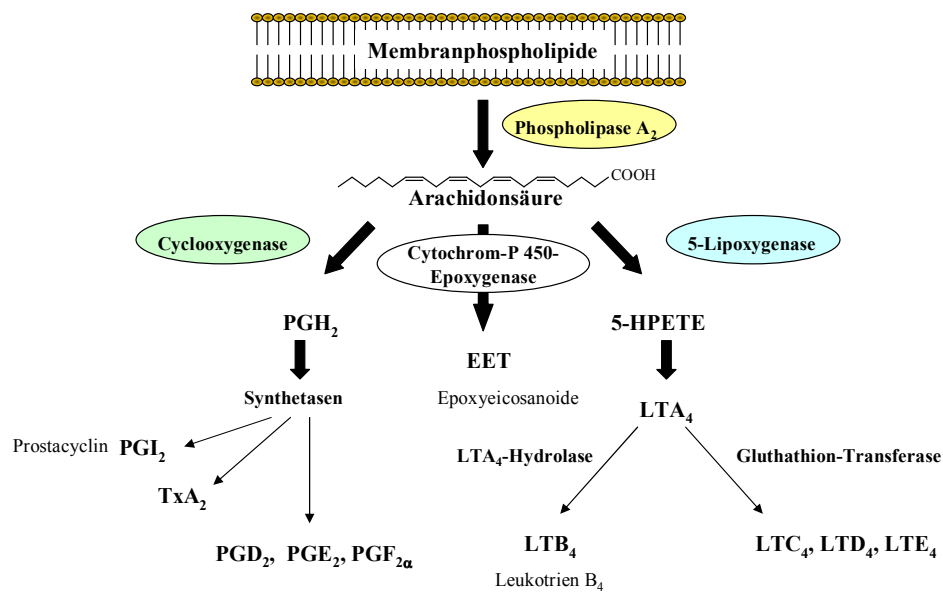 Membranphospholipide
Phospholipase A₂
COOH
Arachidonsäure
Cyclooxygenase
Cytochrom-P 450-
Epoxygenase
5-Lipoxygenase
PGH₂
5-HPETE
EET
Synthetasen
Epoxyeicosanoide
LTA₄
Prostacyclin PGI₂
LTA₄-Hydrolase
Gluthathion-Transferase
TxA₂
PGD₂, PGE₂, PGF₂α
LTB₄
LTC₄, LTD₄, LTE₄
Leukotrien B₄